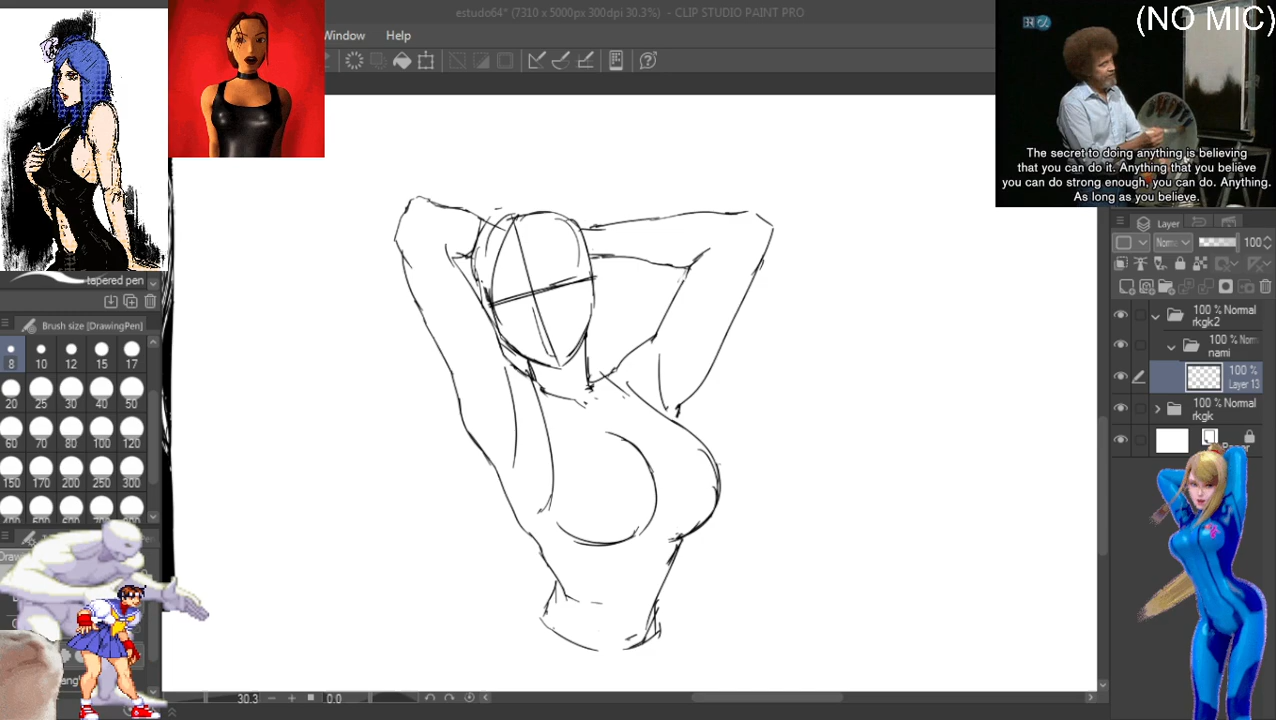 estudo64* (7310 x 5000px 300dpi 30.3%) - CLIP STUDIO PAINT PRO
(NO MIC)
Window Help
The secret to doing anything is believing
that you can do it. Anything that you believe
you can do strong enough, you can do. Anything.
As long as you believe.
Layer
100
tapered pen
Brush size [DrawingPen]
8 10 12 15 17
20 25 30 40 50
60 70 80 100 120
150 170 200 250 300
100 % Normal
rkgk2
nami
100 %
Layer 13
100 % Normal
rkgk
30.3
0.0